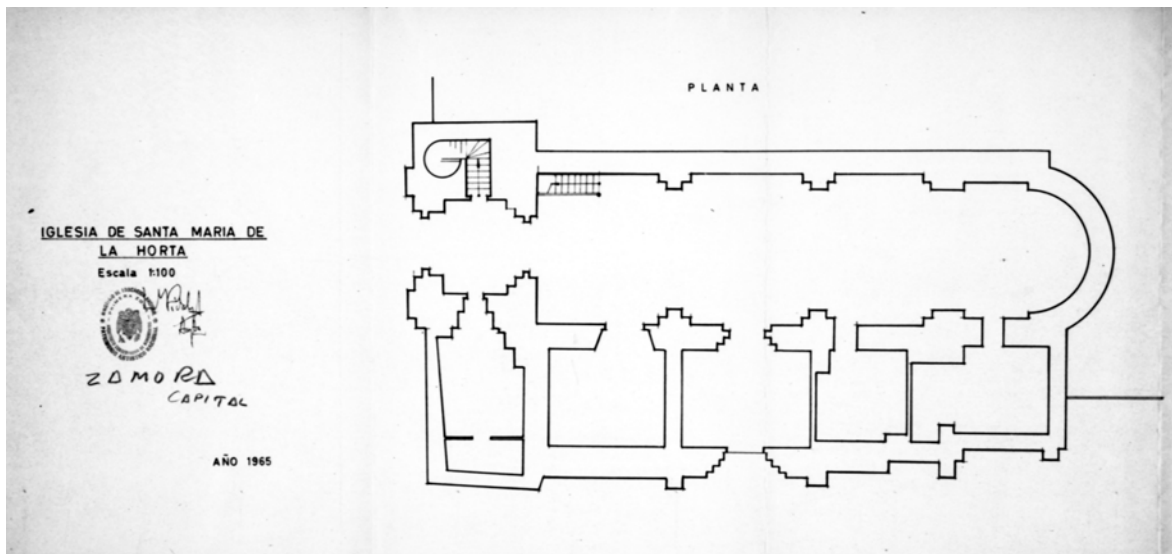 PLANTA
IGLESIA DE SANTA MARIA DE
LA HORTA
Escala 1:100
ZAMORA
CAPITAL
AÑO 1965